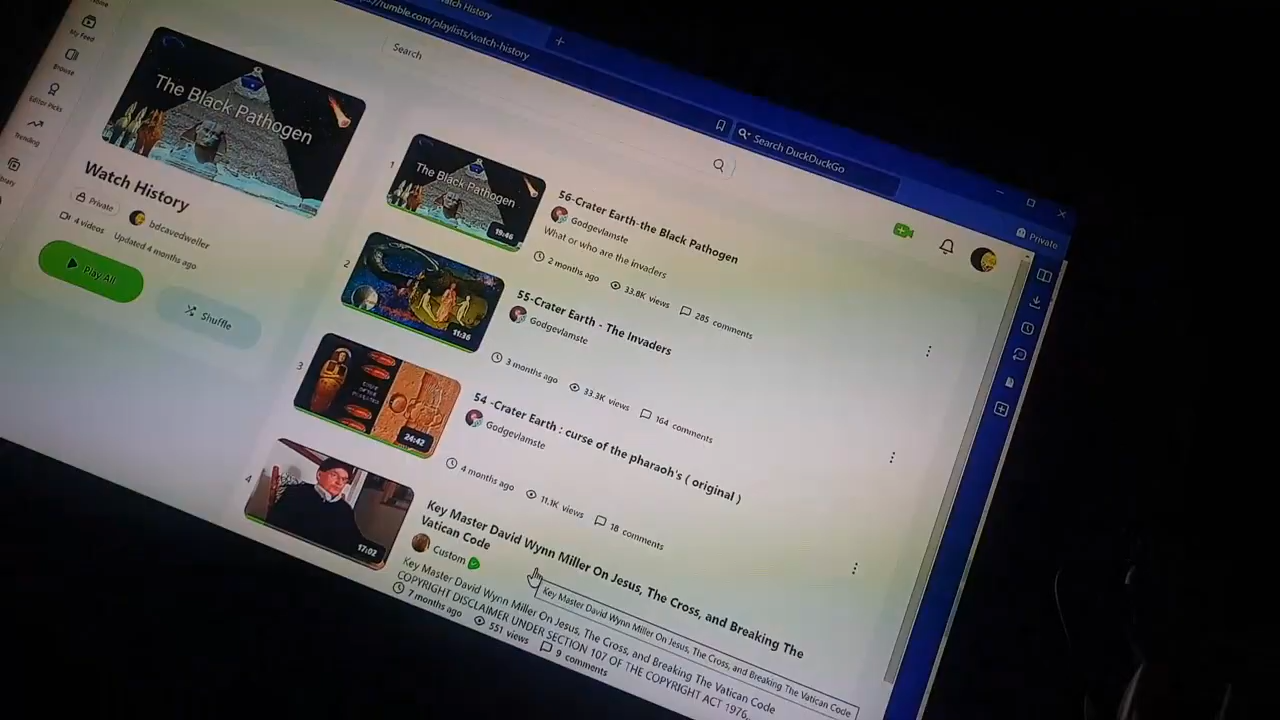 Watch History
rumble.com/playlists/watch-history
Search
Search DuckDuckGo
Private
My Feed
Browse
Editor Picks
Trending
The Black Pathogen
Watch History
Private
bdcavedweller
4 videos
Updated 4 months ago
Play All
Shuffle
1
The Black Pathogen
19:46
56-Crater Earth-the Black Pathogen
Godgevlamste
What or who are the invaders
2 months ago
33.8K views
285 comments
2
11:36
55-Crater Earth - The Invaders
Godgevlamste
3 months ago
33.3K views
164 comments
3
24:42
54 -Crater Earth : curse of the pharaoh's ( original )
Godgevlamste
4 months ago
11.1K views
18 comments
4
17:02
Key Master David Wynn Miller On Jesus, The Cross, and Breaking The
Vatican Code
Custom
Key Master David Wynn Miller On Jesus, The Cross, and Breaking The Vatican Code
Key Master David Wynn Miller On Jesus, The Cross, and Breaking The Vatican Code
COPYRIGHT DISCLAIMER UNDER SECTION 107 OF THE COPYRIGHT ACT 1976,
7 months ago
551 views
9 comments